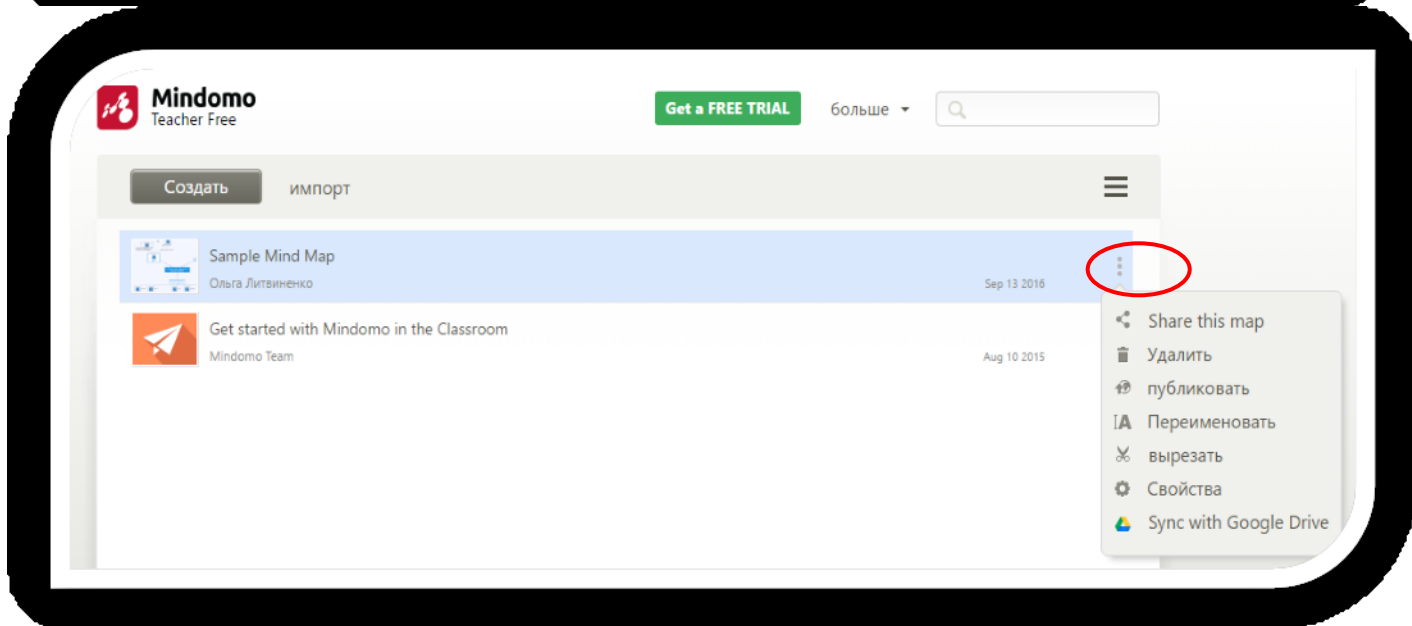 Mindomo
Teacher Free
Get a FREE TRIAL
больше
Создать
импорт
Sample Mind Map
Ольга Литвиненко
Sep 13 2016
Get started with Mindomo in the Classroom
Mindomo Team
Aug 10 2015
Share this map
Удалить
публиковать
Переименовать
вырезать
Свойства
Sync with Google Drive